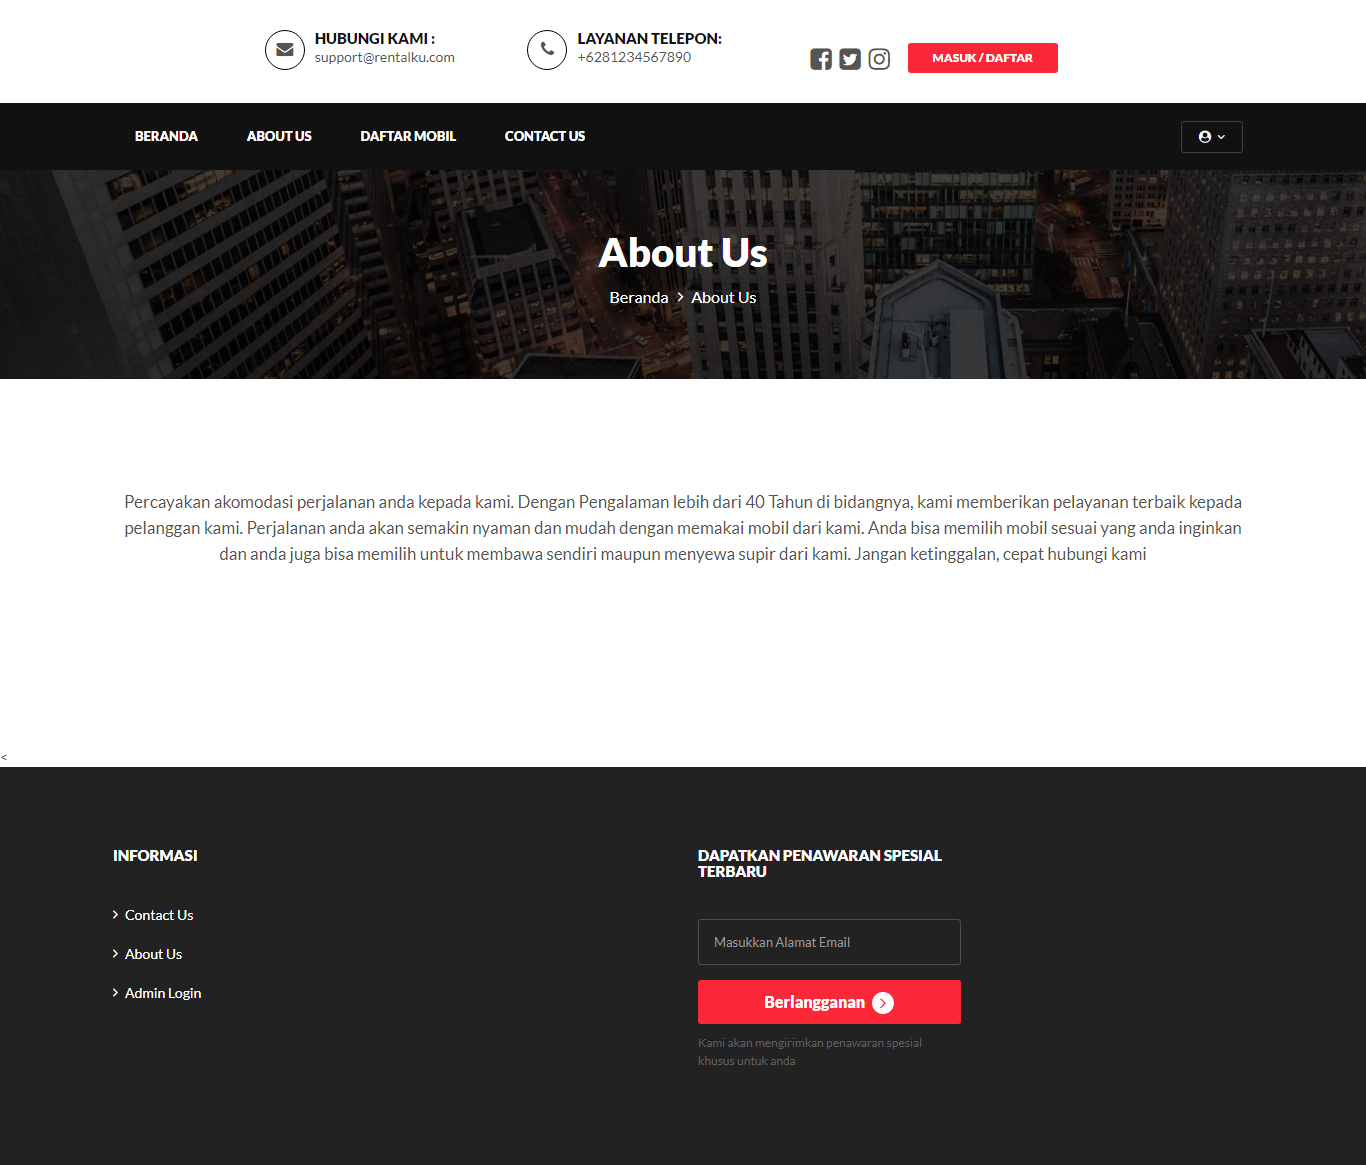 HUBUNGI KAMI :
support@rentalku.com
LAYANAN TELEPON:
+6281234567890
MASUK / DAFTAR
BERANDA
ABOUT US
DAFTAR MOBIL
CONTACT US
About Us
Beranda > About Us
Percayakan akomodasi perjalanan anda kepada kami. Dengan Pengalaman lebih dari 40 Tahun di bidangnya, kami memberikan pelayanan terbaik kepada
pelanggan kami. Perjalanan anda akan semakin nyaman dan mudah dengan memakai mobil dari kami. Anda bisa memilih mobil sesuai yang anda inginkan
dan anda juga bisa memilih untuk membawa sendiri maupun menyewa supir dari kami. Jangan ketinggalan, cepat hubungi kami
<
INFORMASI
Contact Us
About Us
Admin Login
DAPATKAN PENAWARAN SPESIAL
TERBARU
Masukkan Alamat Email
Berlangganan
Kami akan mengirimkan penawaran spesial
khusus untuk anda